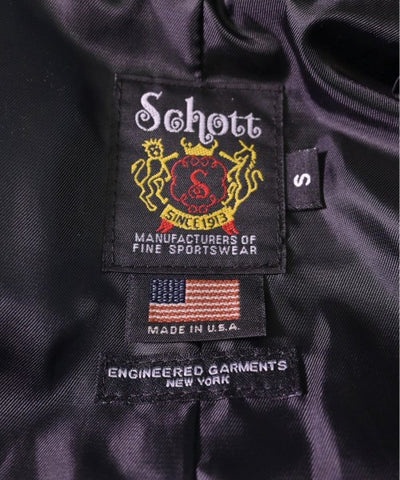 Schott
S
SINCE 1913
MANUFACTURERS OF
FINE SPORTSWEAR
S
MADE IN U.S.A.
ENGINEERED GARMENTS
NEW YORK